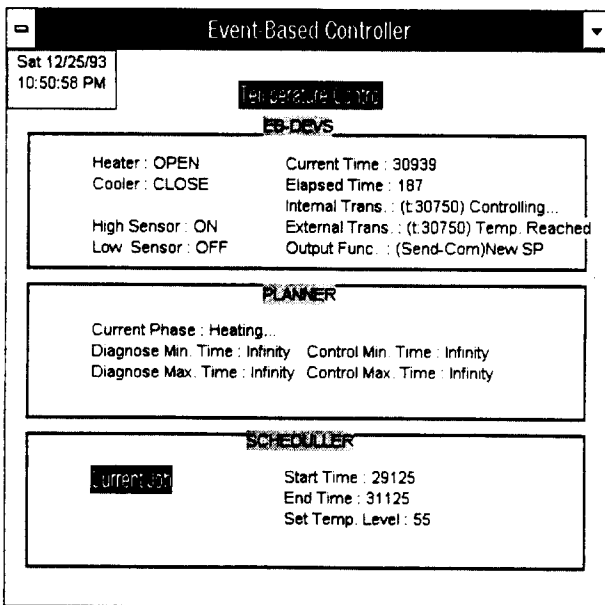 Event-Based Controller
Sat 12/25/93
10:50:58 PM
Temperature Control
EB-DEVS
Heater : OPEN
Cooler : CLOSE
High Sensor : ON
Low Sensor : OFF
Current Time : 30939
Elapsed Time : 187
Internal Trans. : (t:30750) Controlling...
External Trans. : (t:30750) Temp. Reached
Output Func. : (Send-Com)New SP
PLANNER
Current Phase : Heating...
Diagnose Min. Time : Infinity Control Min. Time : Infinity
Diagnose Max. Time : Infinity Control Max. Time : Infinity
SCHEDULLER
Current Job
Start Time : 29125
End Time : 31125
Set Temp. Level : 55